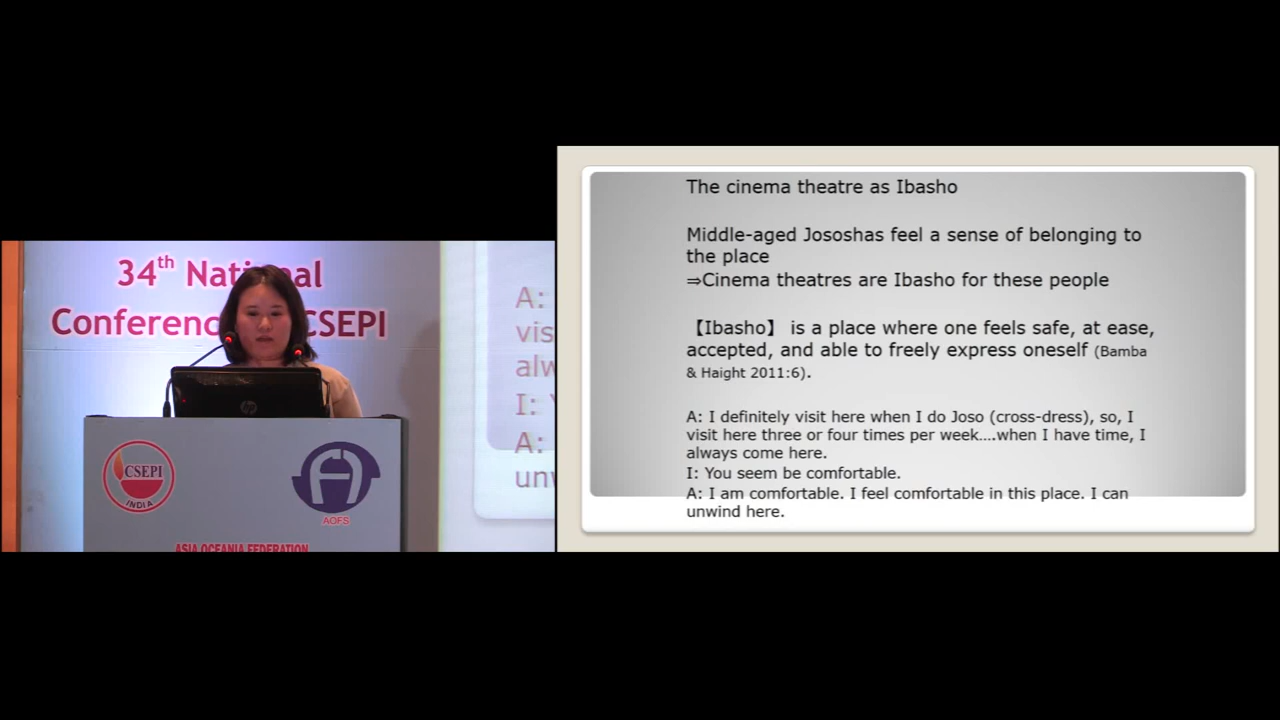 34th National
Conference CSEPI
A:
vis
alw
I: Y
A:
unw
CSEPI
INDIA
AOFS
ASIA OCEANIA FEDERATION
hp
The cinema theatre as Ibasho
Middle-aged Jososhas feel a sense of belonging to
the place
⇒Cinema theatres are Ibasho for these people
【Ibasho】 is a place where one feels safe, at ease,
accepted, and able to freely express oneself (Bamba
& Haight 2011:6).
A: I definitely visit here when I do Joso (cross-dress), so, I
visit here three or four times per week....when I have time, I
always come here.
I: You seem be comfortable.
A: I am comfortable. I feel comfortable in this place. I can
unwind here.